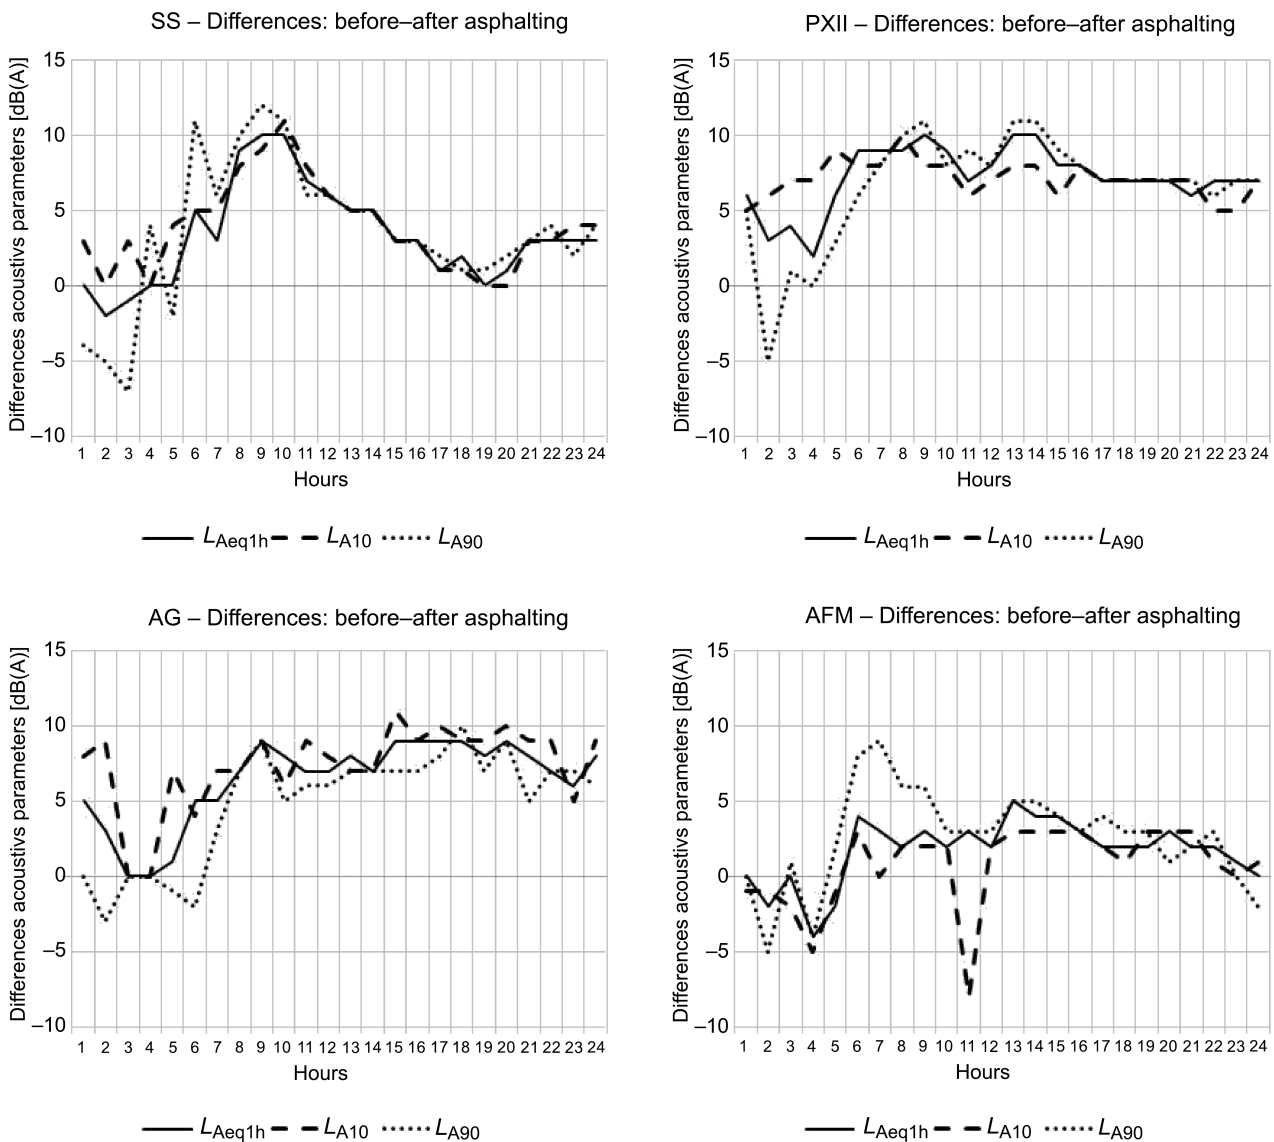 SS – Differences: before–after asphalting
Differences acoustivs parameters [dB(A)]
15
10
5
0
–5
–10
1 2 3 4 5 6 7 8 9 10 11 12 13 14 15 16 17 18 19 20 21 22 23 24
Hours
LAeq1h LA10 LA90
PXII – Differences: before–after asphalting
Differences acoustivs parameters [dB(A)]
15
10
5
0
–5
–10
1 2 3 4 5 6 7 8 9 10 11 12 13 14 15 16 17 18 19 20 21 22 23 24
Hours
LAeq1h LA10 LA90
AG – Differences: before–after asphalting
Differences acoustivs parameters [dB(A)]
15
10
5
0
–5
–10
1 2 3 4 5 6 7 8 9 10 11 12 13 14 15 16 17 18 19 20 21 22 23 24
Hours
LAeq1h LA10 LA90
AFM – Differences: before–after asphalting
Differences acoustivs parameters [dB(A)]
15
10
5
0
–5
–10
1 2 3 4 5 6 7 8 9 10 11 12 13 14 15 16 17 18 19 20 21 22 23 24
Hours
LAeq1h LA10 LA90